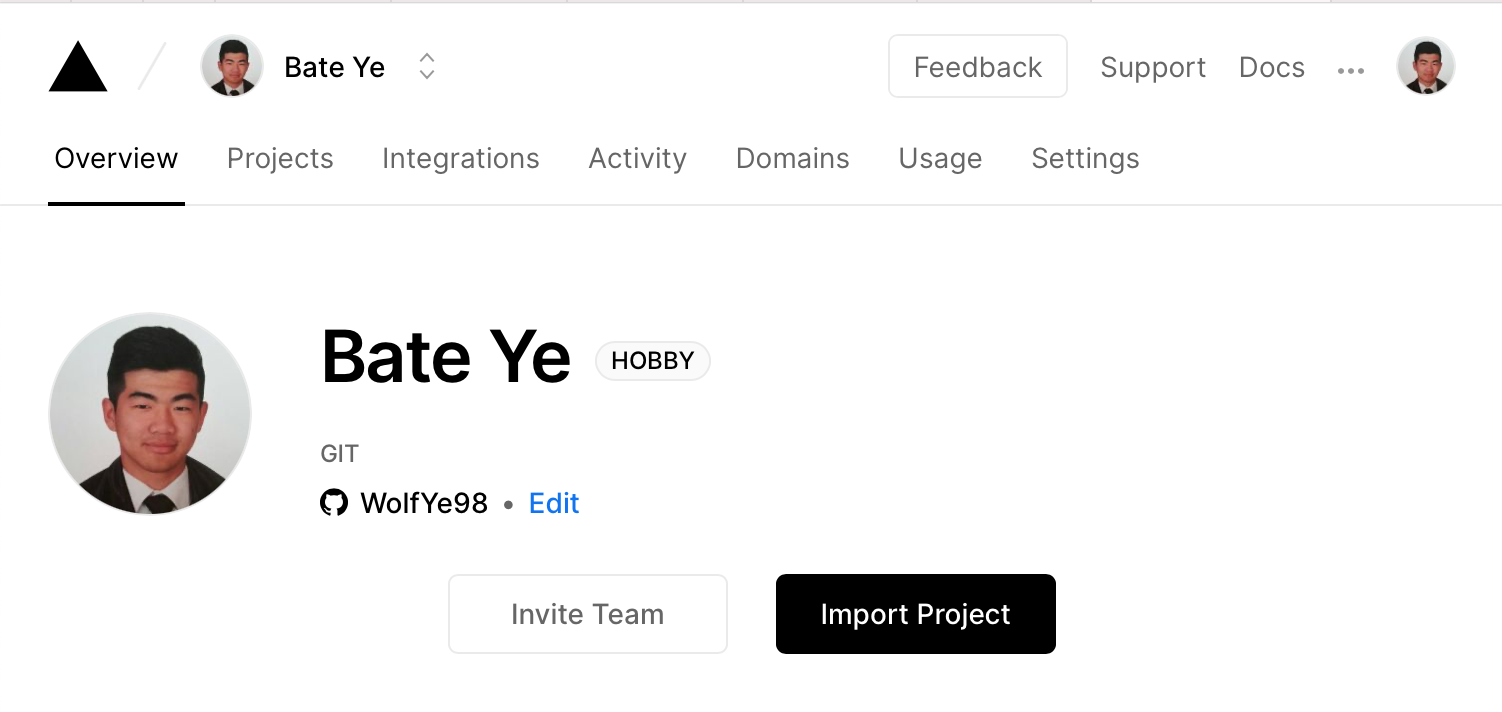 Bate Ye
Feedback Support Docs
Overview Projects Integrations Activity Domains Usage Settings
Bate Ye HOBBY
GIT
WolfYe98 • Edit
Invite Team Import Project